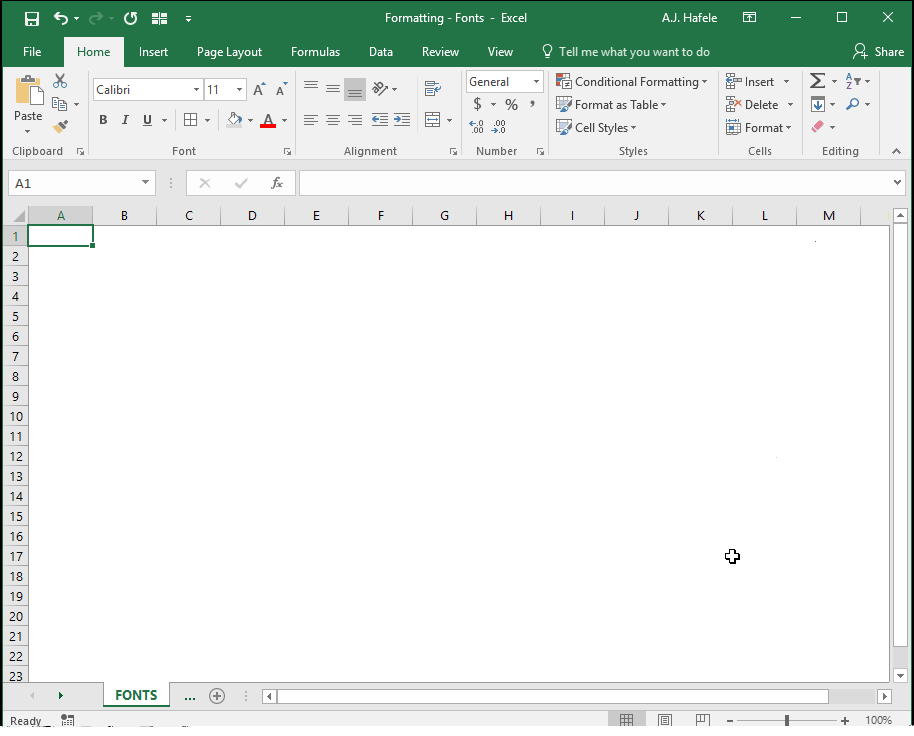 Formatting - Fonts - Excel A.J. Hafele
File Home Insert Page Layout Formulas Data Review View Tell me what you want to do Share
Calibri 11 General Conditional Formatting Insert Σ
Paste $ % , Format as Table Delete
B I U A Cell Styles Format
Clipboard Font Alignment Number Styles Cells Editing
A1 fx
A B C D E F G H I J K L M
1
2
3
4
5
6
7
8
9
10
11
12
13
14
15
16
17
18
19
20
21
22
23
FONTS ...
Ready 100%